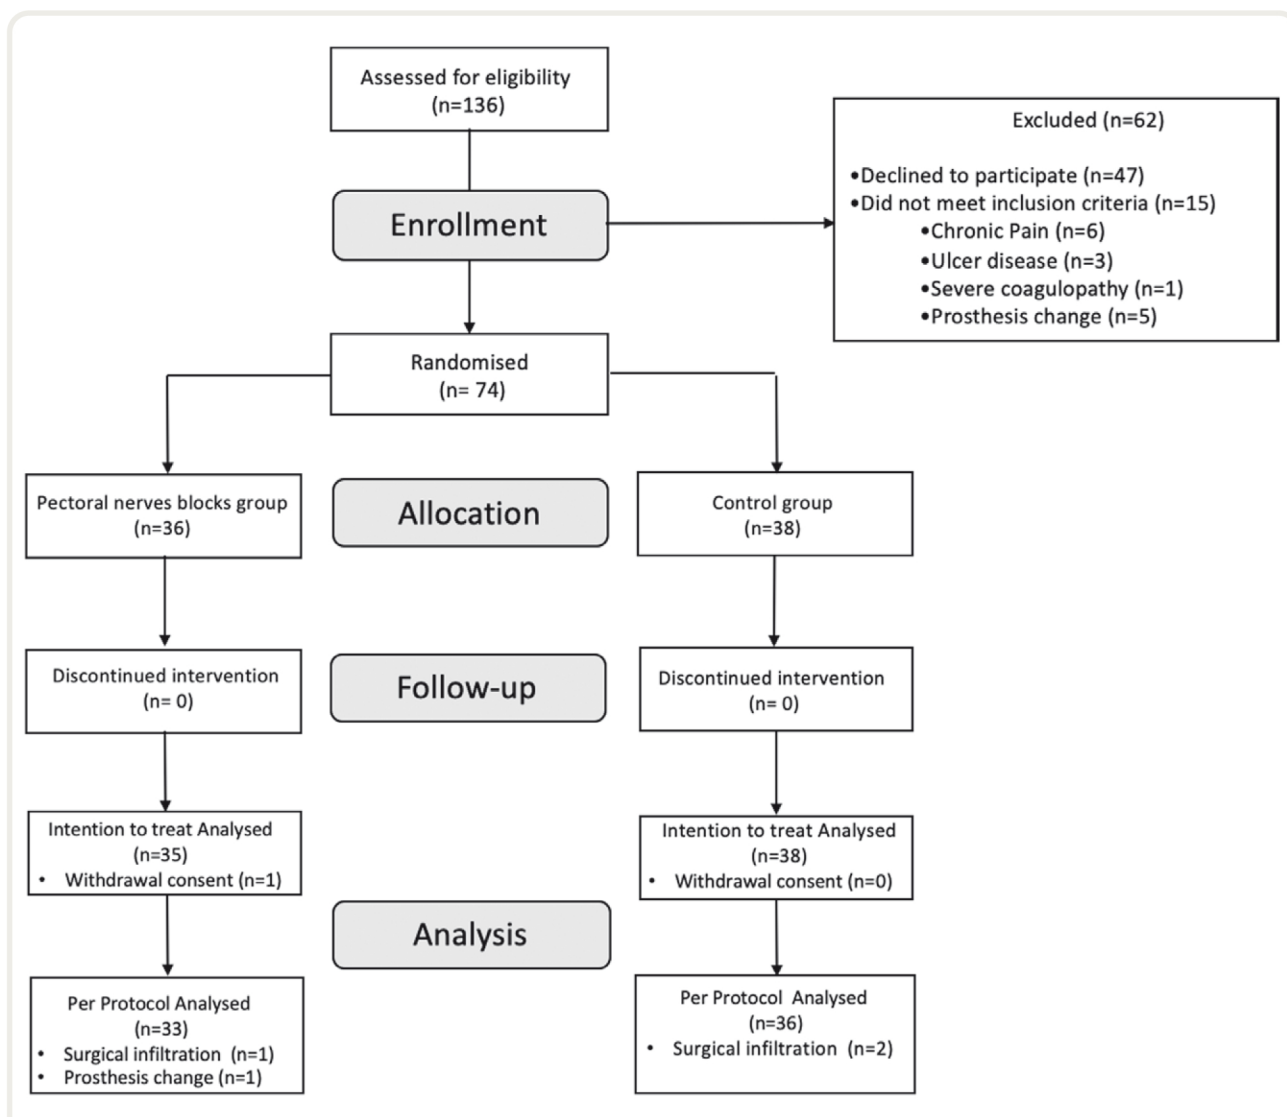 Assessed for eligibility
(n=136)
Excluded (n=62)
•Declined to participate (n=47)
•Did not meet inclusion criteria (n=15)
•Chronic Pain (n=6)
•Ulcer disease (n=3)
•Severe coagulopathy (n=1)
•Prosthesis change (n=5)
Enrollment
Randomised
(n= 74)
Pectoral nerves blocks group
(n=36)
Allocation
Control group
(n=38)
Discontinued intervention
(n= 0)
Follow-up
Discontinued intervention
(n= 0)
Intention to treat Analysed
(n=35)
• Withdrawal consent (n=1)
Intention to treat Analysed
(n=38)
• Withdrawal consent (n=0)
Analysis
Per Protocol Analysed
(n=33)
• Surgical infiltration (n=1)
• Prosthesis change (n=1)
Per Protocol Analysed
(n=36)
• Surgical infiltration (n=2)